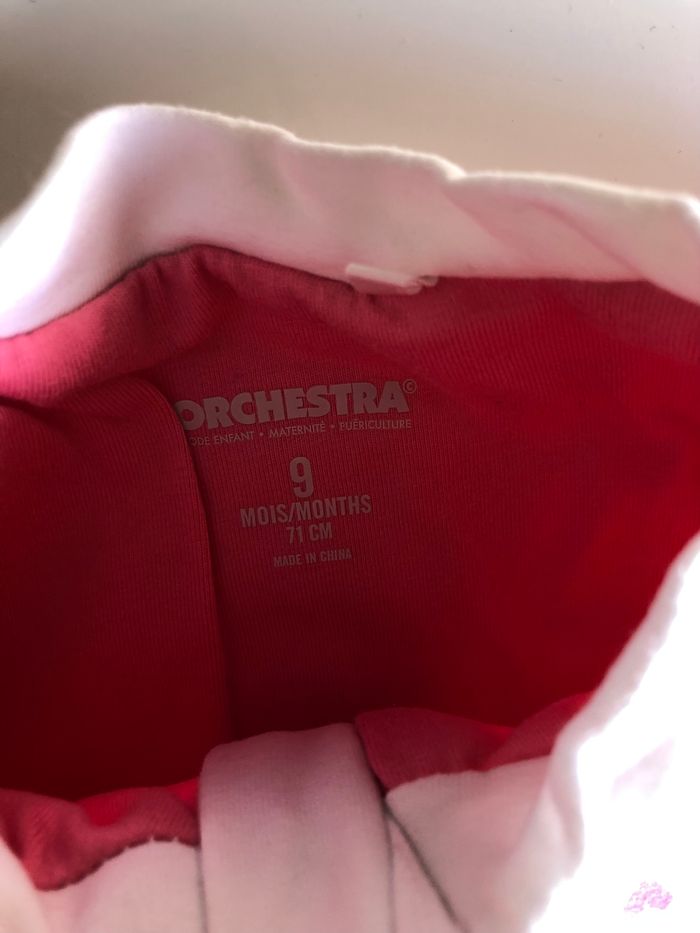 ORCHESTRA©
ODE ENFANT • MATERNITÉ • PUÉRICULTURE
9
MOIS/MONTHS
71 CM
MADE IN CHINA